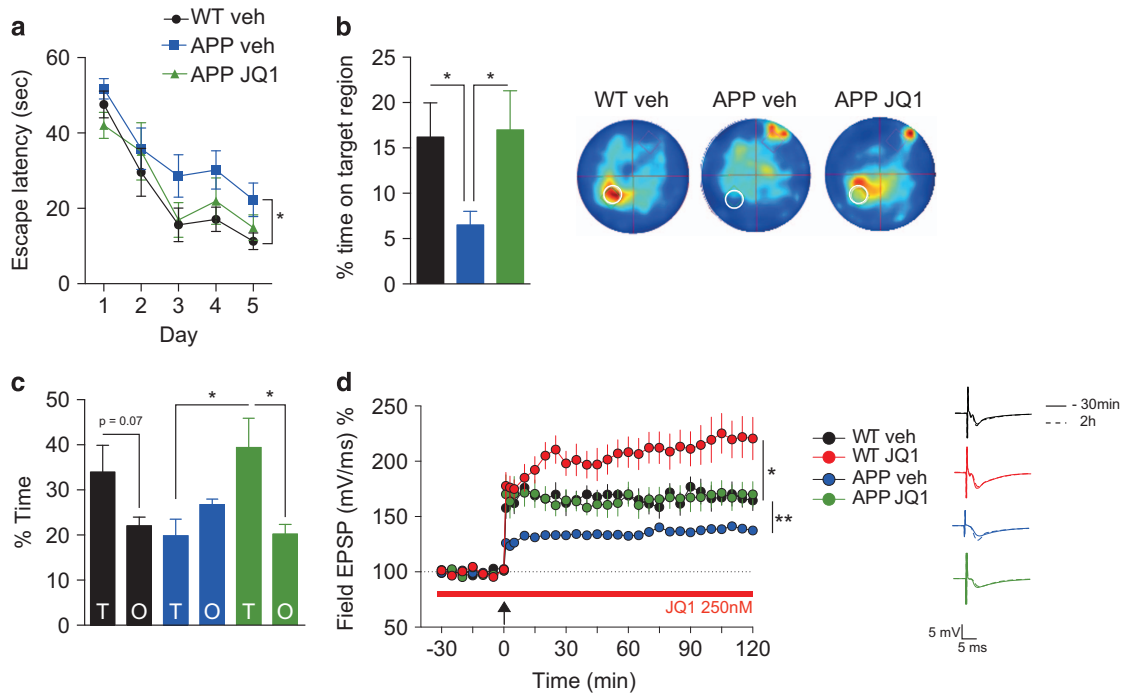 a
WT veh
APP veh
APP JQ1
Escape latency (sec)
60
40
20
0
1 2 3 4 5
Day
*
b
% time on target region
25
20
15
10
5
0
* *
WT veh APP veh APP JQ1
c
% Time
50
40
30
20
10
0
p = 0.07
* *
T O T O T O
d
Field EPSP (mV/ms) %
250
200
150
100
50
-30 0 30 60 90 120
Time (min)
JQ1 250nM
*
**
WT veh
WT JQ1
APP veh
APP JQ1
- 30min
2h
5 mV
5 ms